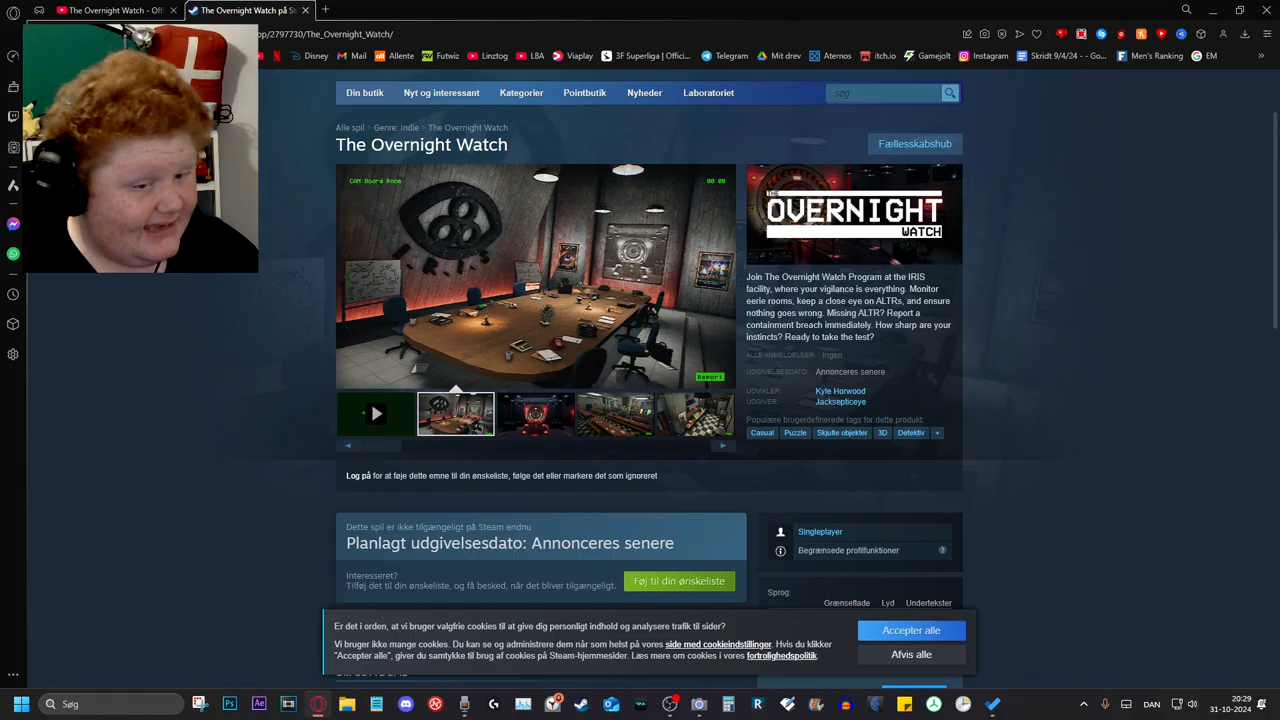 The Overnight Watch - Offi
The Overnight Watch på St
op/2797730/The_Overnight_Watch/
Disney
Mail
Allente
Futwiz
Linztog
LBA
Viaplay
3F Superliga | Offici...
Telegram
Mit drev
Aternos
itch.io
Gamejolt
Instagram
Skridt 9/4/24 - - Go...
Men's Ranking
EM
Din butik
Nyt og interessant
Kategorier
Pointbutik
Nyheder
Laboratoriet
søg
Alle spil > Genre: Indie > The Overnight Watch
The Overnight Watch
Fællesskabshub
CAM: Board Room
00:00
Report
THE
OVERNIGHT
WATCH
Join The Overnight Watch Program at the IRIS
facility, where your vigilance is everything. Monitor
eerie rooms, keep a close eye on ALTRs, and ensure
nothing goes wrong. Missing ALTR? Report a
containment breach immediately. How sharp are your
instincts? Ready to take the test?
ALLE ANMELDELSER: Ingen
UDGIVELSESDATO: Annonceres senere
UDVIKLER: Kyle Horwood
UDGIVER: Jacksepticeye
Populære brugerdefinerede tags for dette produkt:
Casual Puzzle Skjulte objekter 3D Detektiv +
Log på for at føje dette emne til din ønskeliste, følge det eller markere det som ignoreret
Dette spil er ikke tilgængeligt på Steam endnu
Planlagt udgivelsesdato: Annonceres senere
Interesseret?
Tilføj det til din ønskeliste, og få besked, når det bliver tilgængeligt.
Føj til din ønskeliste
Singleplayer
Begrænsede profilfunktioner
Sprog:
Grænseflade Lyd Undertekster
Er det i orden, at vi bruger valgfrie cookies til at give dig personligt indhold og analysere trafik til sider?
Vi bruger ikke mange cookies. Du kan se og administrere dem når som helst på vores side med cookieindstillinger. Hvis du klikker
"Accepter alle", giver du samtykke til brug af cookies på Steam-hjemmesider. Læs mere om cookies i vores fortrolighedspolitik.
Accepter alle
Afvis alle
Søg
DAN
20:29
31-10-2024